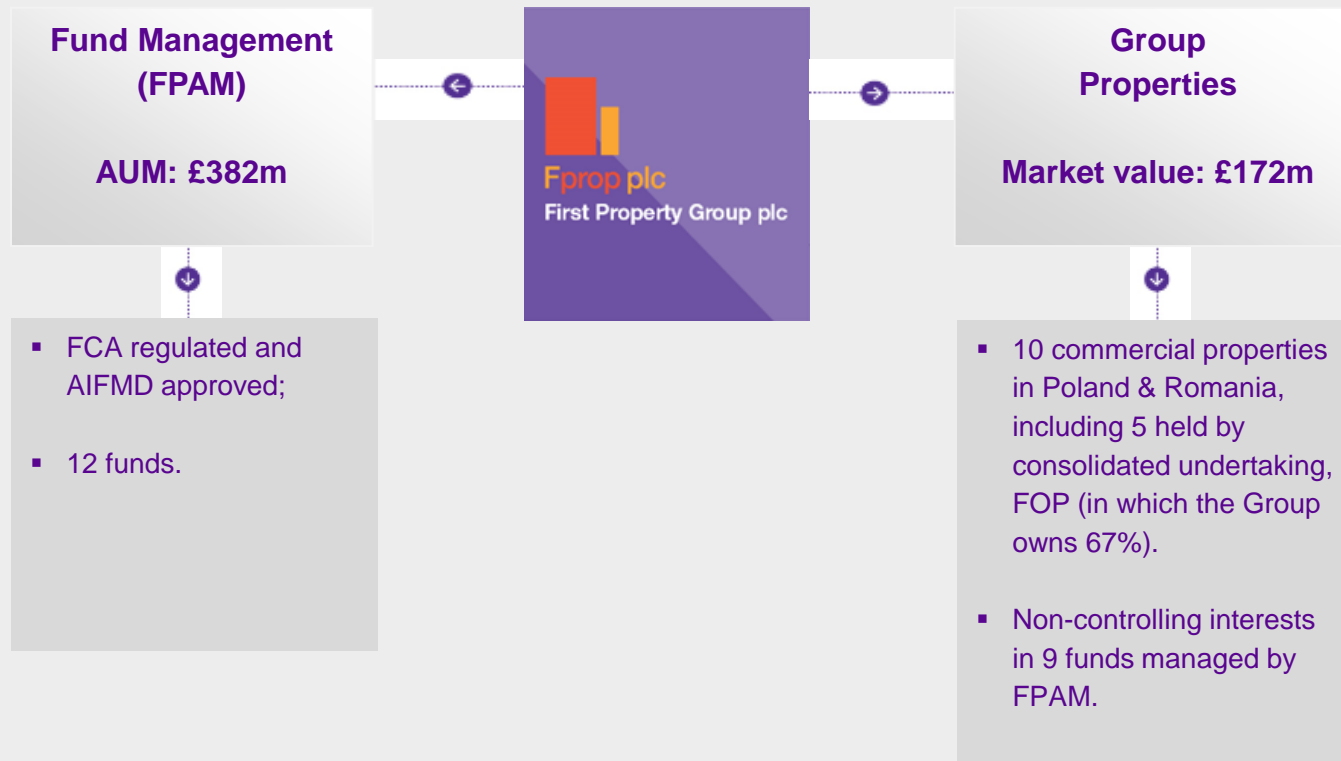 Fund Management
(FPAM)
AUM: £382m
▪ FCA regulated and
AIFMD approved;
▪ 12 funds.
Fprop plc
First Property Group plc
Group
Properties
Market value: £172m
▪ 10 commercial properties
in Poland & Romania,
including 5 held by
consolidated undertaking,
FOP (in which the Group
owns 67%).
▪ Non-controlling interests
in 9 funds managed by
FPAM.